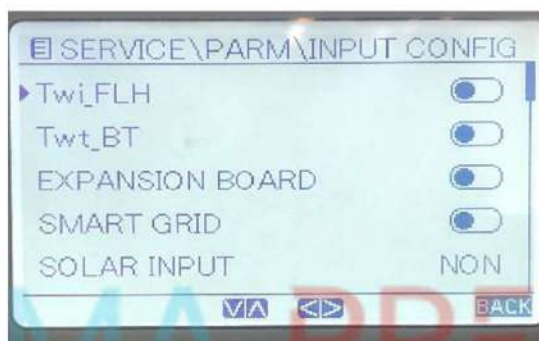 SERVICE\PARM\INPUT CONFIG
Twi_FLH
Twt_BT
EXPANSION BOARD
SMART GRID
SOLAR INPUT NON
BACK